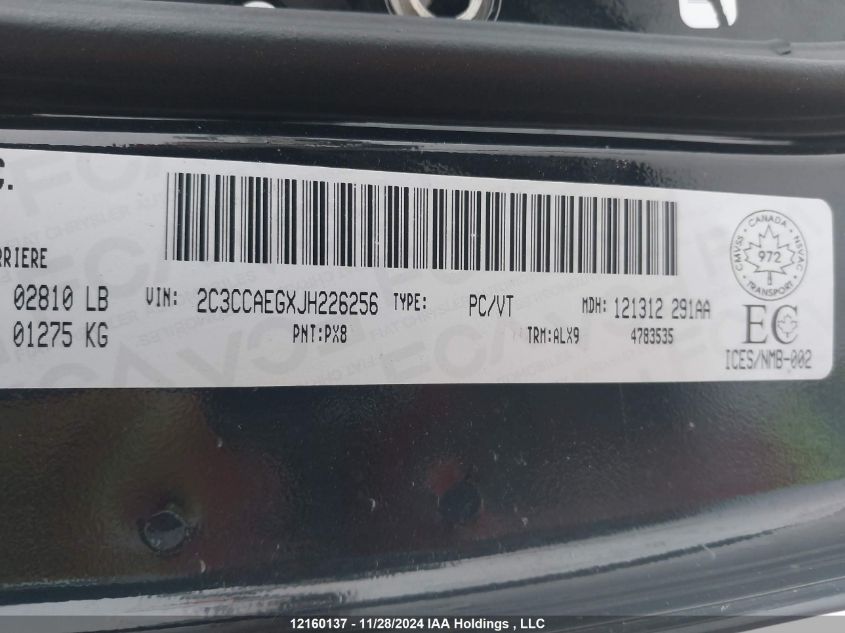 C.
RRIERE
02810 LB VIN: 2C3CCAEGXJH226256 TYPE: PC/VT MDH: 121312 291AA
01275 KG PNT:PX8 TRM:ALX9 4783535
CANADA
CMVSS 972 NSVAC
TRANSPORT
EC
ICES/NMB-002
12160137 - 11/28/2024 IAA Holdings , LLC